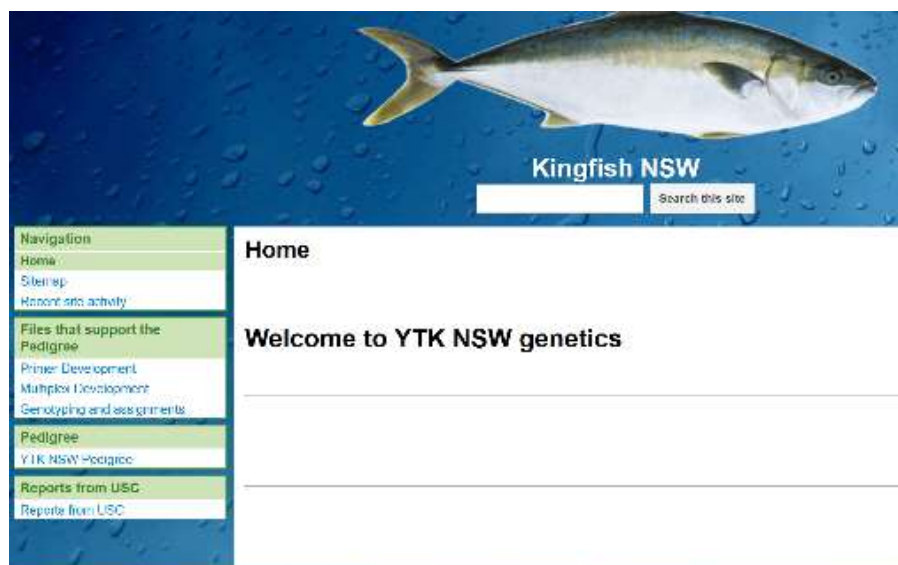 Kingfish NSW
Search this site
Navigation
Home
Sitemap
Recent site activity
Files that support the
Pedigree
Primer Development
Multiplex Development
Genotyping and assignments
Pedigree
YTK NSW Pedigree
Reports from USC
Reports from USC
Home
Welcome to YTK NSW genetics